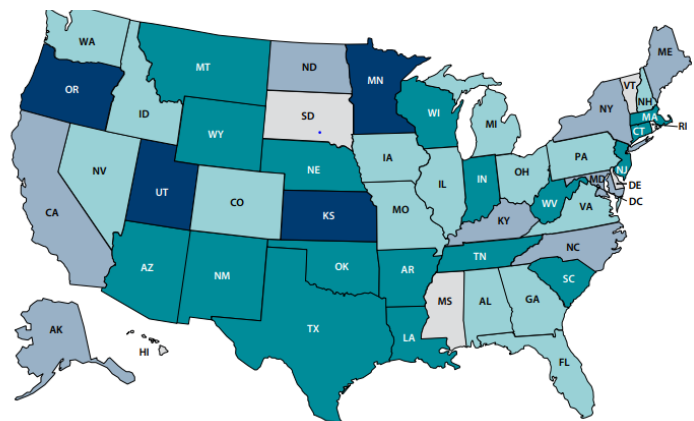 WA
MT
ND
MN
ME
VT
OR
ID
SD
WI
NY
NH
MA
RI
CT
WY
MI
IA
NE
PA
NJ
NV
OH
DE
MD
DC
IL
IN
UT
CO
WV
VA
CA
KS
MO
KY
NC
TN
OK
AR
SC
AZ
NM
MS
AL
GA
TX
LA
AK
HI
FL